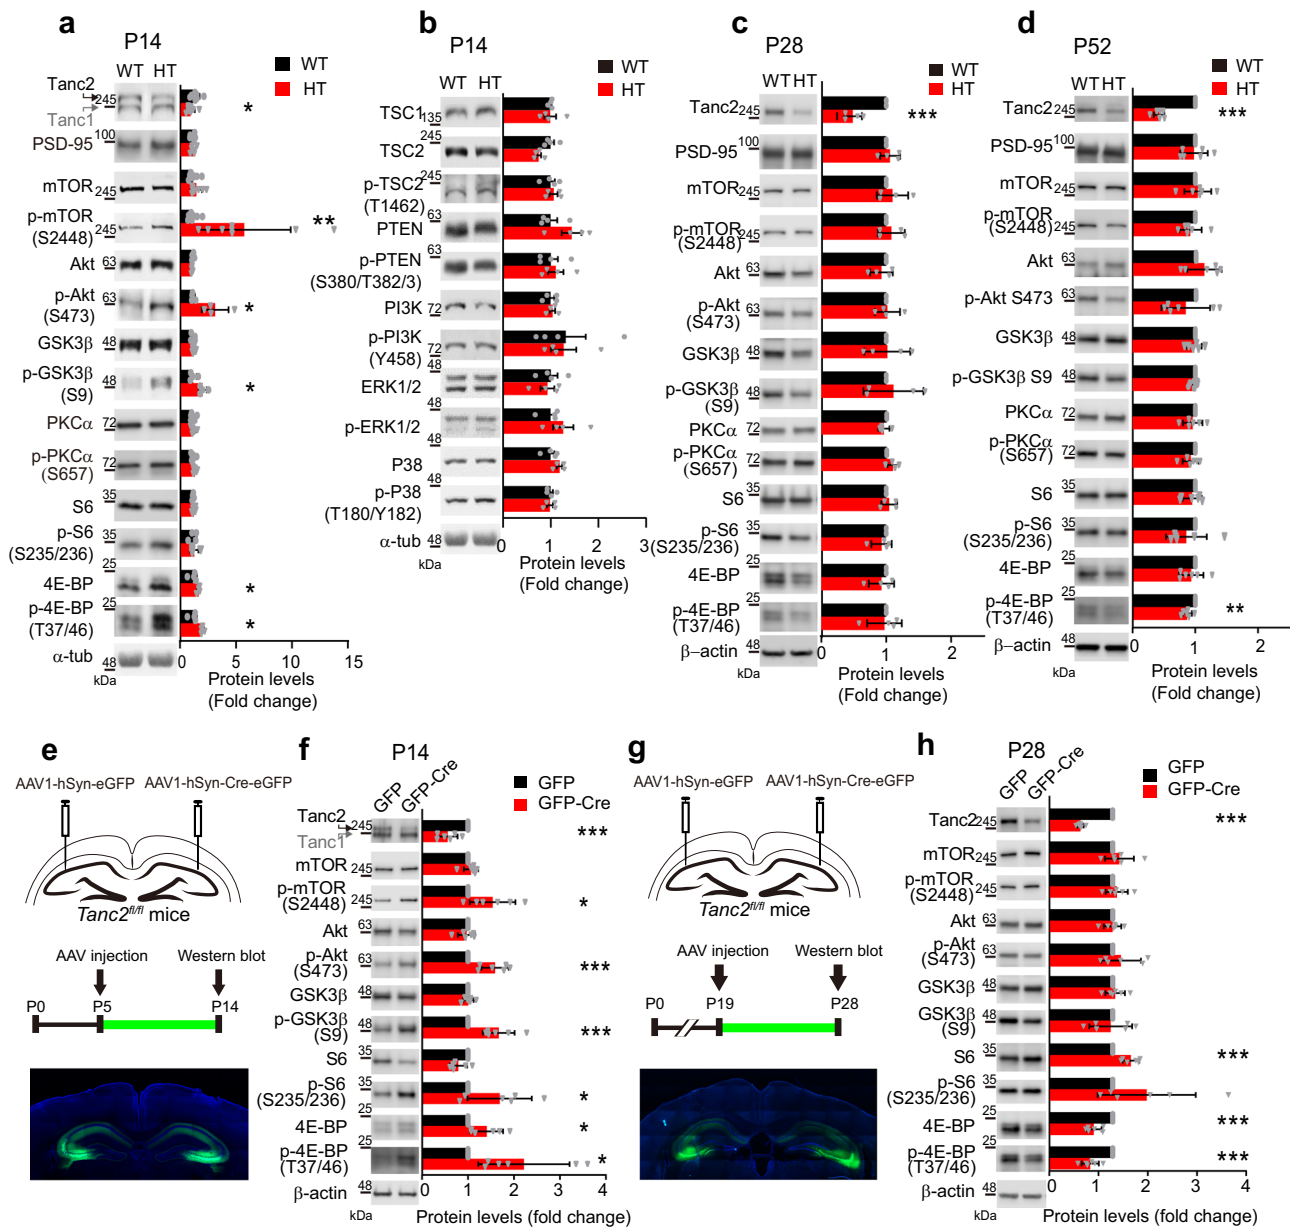 a
P14
WT HT
WT
HT
Tanc2
Tanc1
245
*
PSD-95
100
mTOR
245
p-mTOR
(S2448)
245
**
Akt
63
p-Akt
(S473)
63
*
GSK3β
48
p-GSK3β
(S9)
48
*
PKCα
72
p-PKCα
(S657)
72
S6
35
p-S6
(S235/236)
35
4E-BP
25
*
p-4E-BP
(T37/46)
25
*
α-tub
48
kDa
0 5 10 15
Protein levels
(Fold change)
b
P14
WT HT
WT
HT
TSC1
135
TSC2
245
p-TSC2
(T1462)
245
PTEN
63
p-PTEN
(S380/T382/3)
63
PI3K
72
p-PI3K
(Y458)
72
ERK1/2
48
p-ERK1/2
48
P38
48
p-P38
(T180/Y182)
48
α-tub
48
kDa
0 1 2 3
Protein levels
(Fold change)
c
P28
WT HT
WT
HT
Tanc2
245
***
PSD-95
100
mTOR
245
p-mTOR
(S2448)
245
Akt
63
p-Akt
(S473)
63
GSK3β
48
p-GSK3β
(S9)
48
PKCα
72
p-PKCα
(S657)
72
S6
35
p-S6
(S235/236)
35
4E-BP
25
p-4E-BP
(T37/46)
25
β-actin
48
kDa
0 1 2
Protein levels
(Fold change)
d
P52
WT HT
WT
HT
Tanc2
245
***
PSD-95
100
mTOR
245
p-mTOR
(S2448)
245
Akt
63
p-Akt S473
63
GSK3β
48
p-GSK3β S9
48
PKCα
72
p-PKCα
(S657)
72
S6
35
p-S6
(S235/236)
35
4E-BP
25
p-4E-BP
(T37/46)
25
**
β-actin
48
kDa
0 1 2
Protein levels
(Fold change)
e
AAV1-hSyn-eGFP AAV1-hSyn-Cre-eGFP
Tanc2fl/fl mice
AAV injection Western blot
P0 P5 P14
f
P14
GFP GFP-Cre
GFP
GFP-Cre
Tanc2
Tanc1
245
***
mTOR
245
p-mTOR
(S2448)
245
*
Akt
63
p-Akt
(S473)
63
***
GSK3β
48
p-GSK3β
(S9)
48
***
S6
35
p-S6
(S235/236)
35
*
4E-BP
25
*
p-4E-BP
(T37/46)
25
*
β-actin
48
kDa
0 1 2 3 4
Protein levels (fold change)
g
AAV1-hSyn-eGFP AAV1-hSyn-Cre-eGFP
Tanc2fl/fl mice
AAV injection Western blot
P0 P19 P28
h
P28
GFP GFP-Cre
GFP
GFP-Cre
Tanc2
245
***
mTOR
245
p-mTOR
(S2448)
245
Akt
63
p-Akt
(S473)
63
GSK3β
48
GSK3β
(S9)
48
S6
35
***
p-S6
(S235/236)
35
4E-BP
25
***
p-4E-BP
(T37/46)
25
***
β-actin
48
kDa
0 1 2 3 4
Protein levels (fold change)